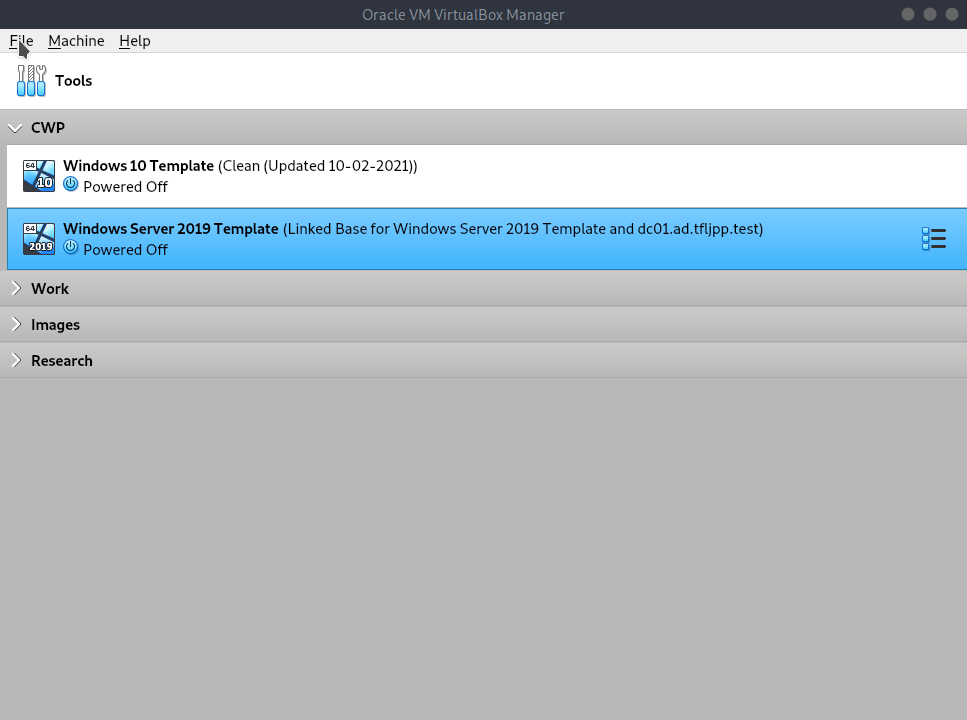 Oracle VM VirtualBox Manager
File Machine Help
Tools
CWP
64
10
Windows 10 Template (Clean (Updated 10-02-2021))
Powered Off
64
2019
Windows Server 2019 Template (Linked Base for Windows Server 2019 Template and dc01.ad.tfljpp.test)
Powered Off
Work
Images
Research